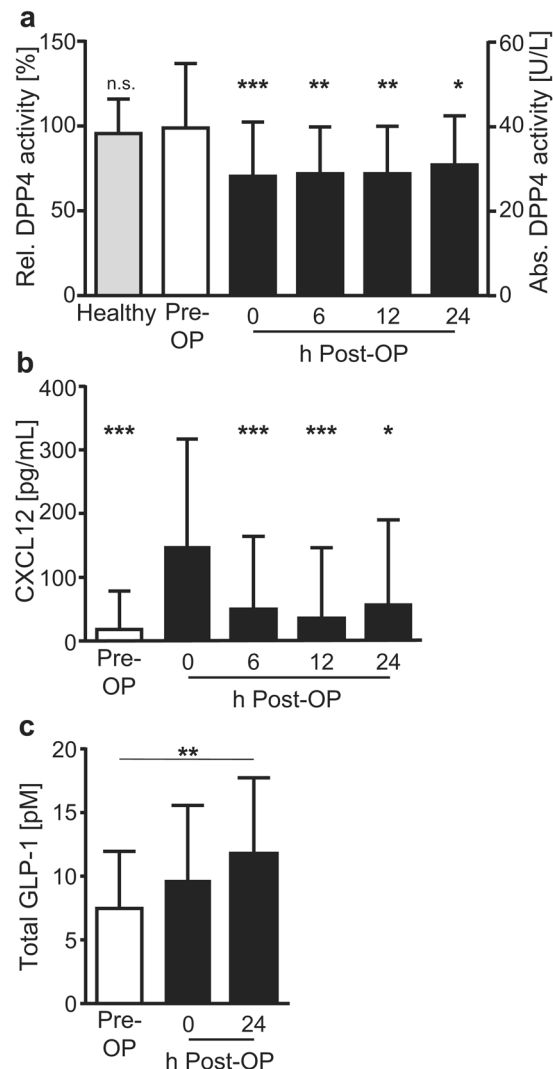 a
Rel. DPP4 activity [%]
150
100
50
0
n.s.
***
**
**
*
60
40
20
0
Abs. DPP4 activity [U/L]
Healthy
Pre-
OP
0
6
12
24
h Post-OP
b
CXCL12 [pg/mL]
400
300
200
100
0
***
***
***
*
Pre-
OP
0
6
12
24
h Post-OP
c
Total GLP-1 [pM]
20
15
10
5
0
**
Pre-
OP
0
24
h Post-OP